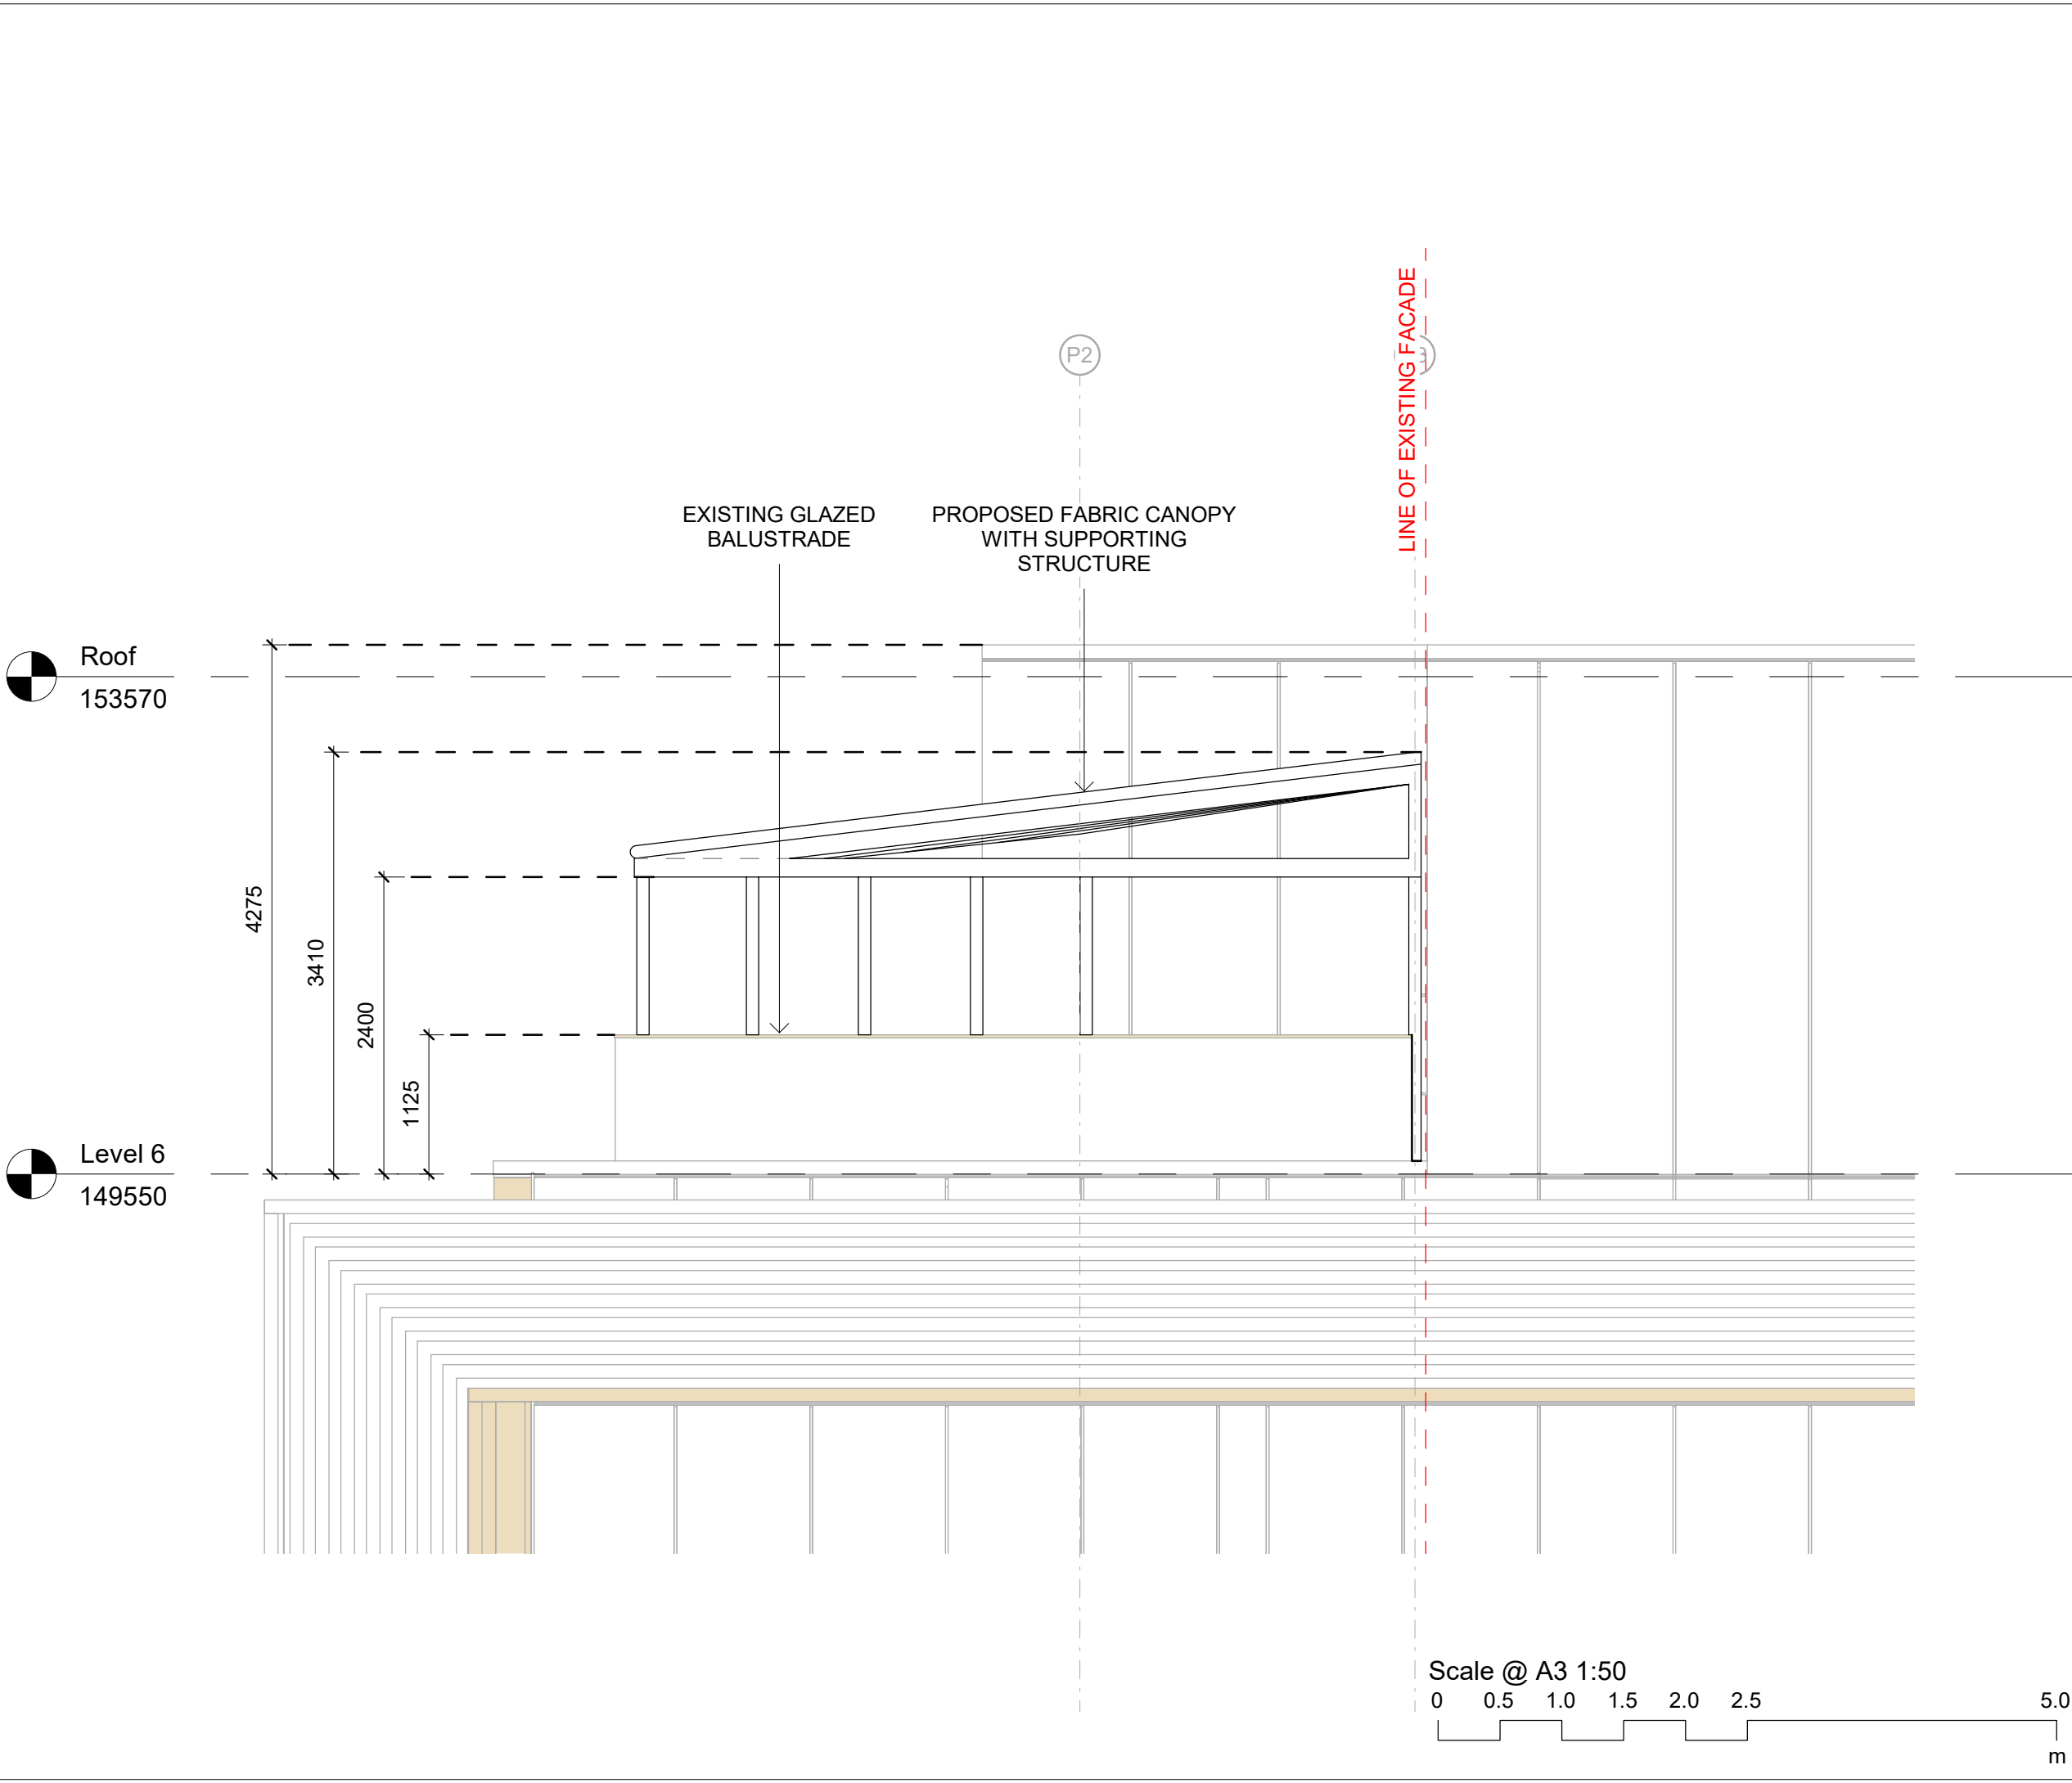 LINE OF EXISTING FACADE
P2
EXISTING GLAZED
BALUSTRADE
PROPOSED FABRIC CANOPY
WITH SUPPORTING
STRUCTURE
Roof
153570
4275
3410
2400
1125
Level 6
149550
Scale @ A3 1:50
0 0.5 1.0 1.5 2.0 2.5 5.0
m